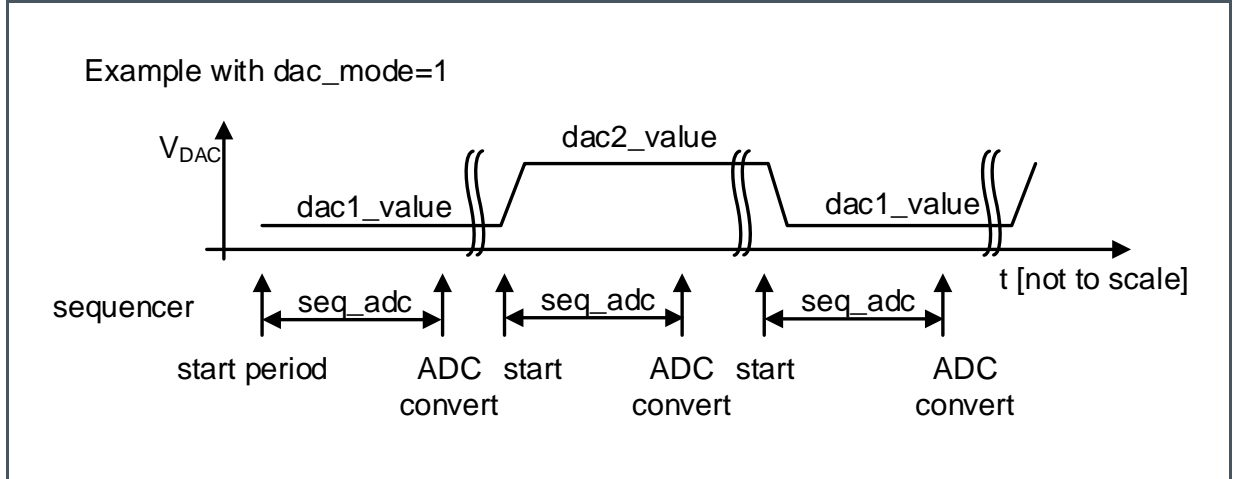 Example with dac_mode=1
V_DAC
dac2_value
dac1_value
dac1_value
t [not to scale]
sequencer
seq_adc
seq_adc
seq_adc
start period
ADC convert
start
ADC convert
start
ADC convert